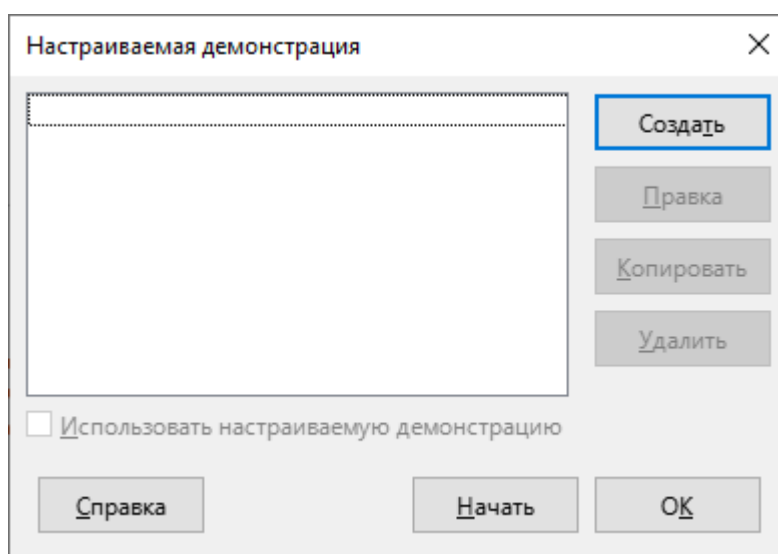 Настраиваемая демонстрация
Создать
Правка
Копировать
Удалить
Использовать настраиваемую демонстрацию
Справка
Начать
OK